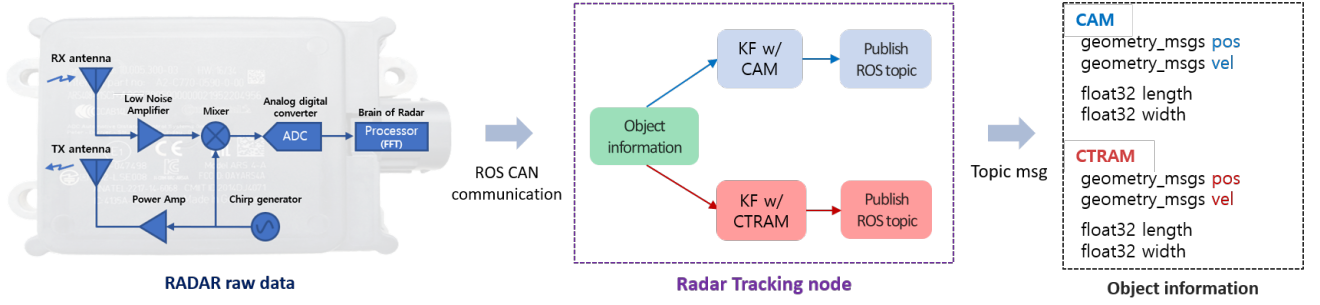 RX antenna
Low Noise
Amplifier
Mixer
Analog digital
converter
Brain of Radar
ADC
Processor
(FFT)
TX antenna
Power Amp
Chirp generator
RADAR raw data
ROS CAN
communication
Object
information
KF w/
CAM
Publish
ROS topic
KF w/
CTRAM
Publish
ROS topic
Radar Tracking node
Topic msg
CAM
geometry_msgs pos
geometry_msgs vel
float32 length
float32 width
CTRAM
geometry_msgs pos
geometry_msgs vel
float32 length
float32 width
Object information